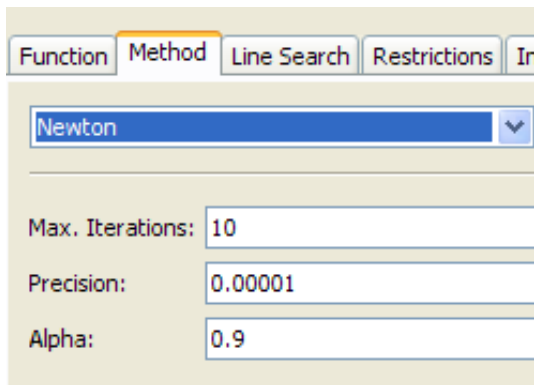 Function Method Line Search Restrictions
Newton
Max. Iterations: 10
Precision: 0.00001
Alpha: 0.9